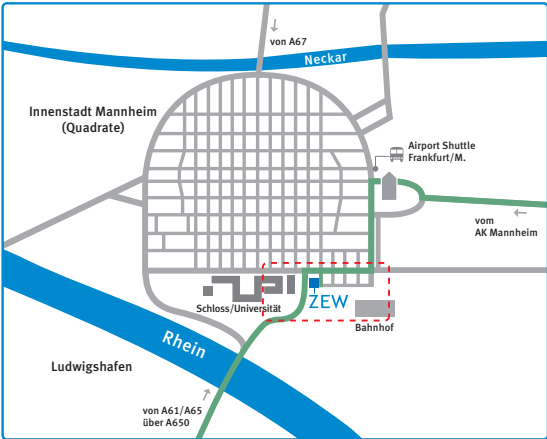 von A67
Neckar
Innenstadt Mannheim
(Quadrate)
Airport Shuttle
Frankfurt/M.
vom
AK Mannheim
ZEW
Schloss/Universität
Bahnhof
Rhein
Ludwigshafen
von A61/A65
über A650